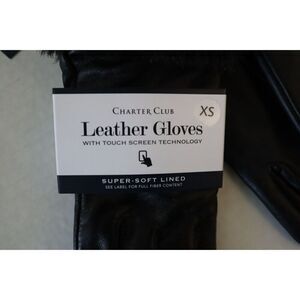 CHARTER CLUB
XS
Leather Gloves
WITH TOUCH SCREEN TECHNOLOGY
SUPER-SOFT LINED
SEE LABEL FOR FULL FIBER CONTENT